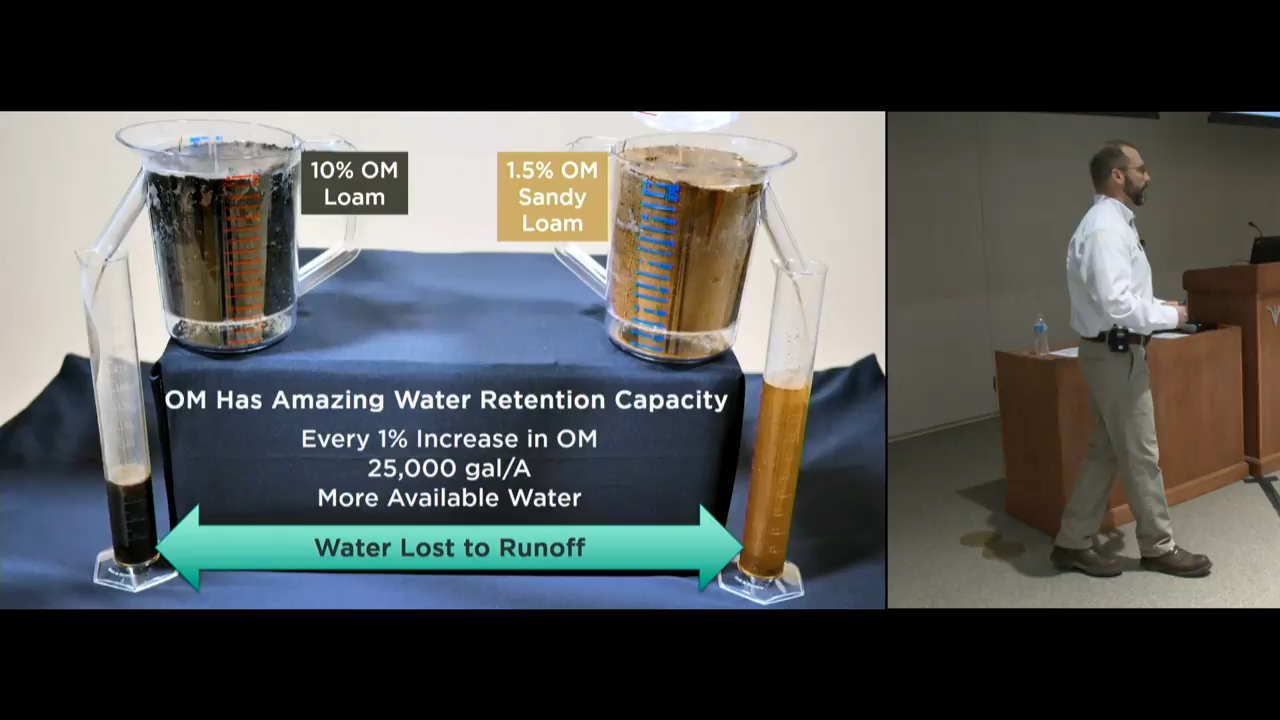 10% OM
Loam
1.5% OM
Sandy
Loam
OM Has Amazing Water Retention Capacity
Every 1% Increase in OM
25,000 gal/A
More Available Water
Water Lost to Runoff